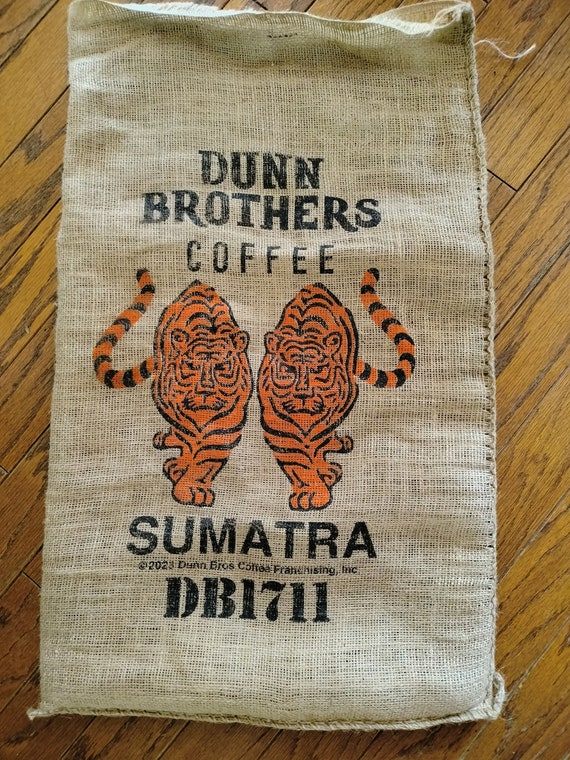 DUNN
BROTHERS
COFFEE
SUMATRA
©2023 Dunn Bros Coffee Franchising, Inc
DB1711